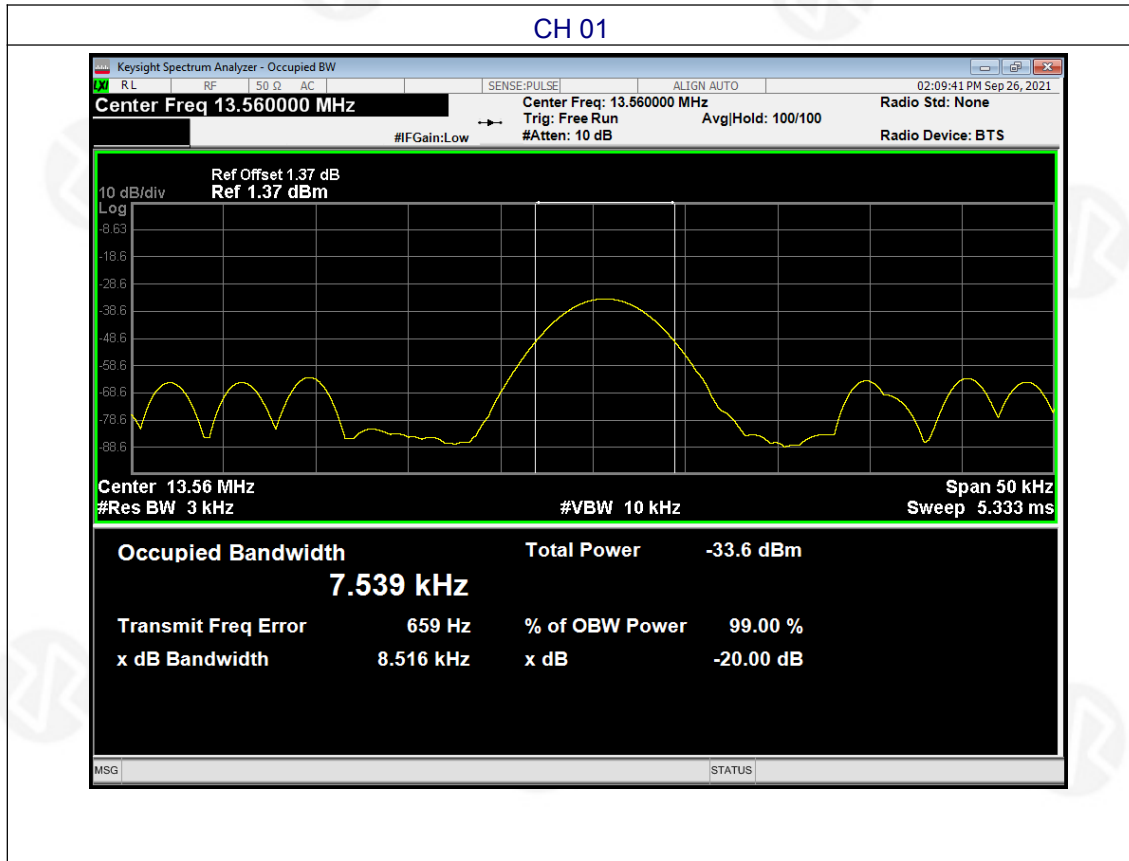 CH 01
Keysight Spectrum Analyzer - Occupied BW
LXI RL RF 50 Ω AC SENSE:PULSE ALIGN AUTO 02:09:41 PM Sep 26, 2021
Center Freq 13.560000 MHz Center Freq: 13.560000 MHz Radio Std: None
Trig: Free Run Avg|Hold: 100/100
#IFGain:Low #Atten: 10 dB Radio Device: BTS
Ref Offset 1.37 dB
10 dB/div Ref 1.37 dBm
Log
-8.63
-18.6
-28.6
-38.6
-48.6
-58.6
-68.6
-78.6
-88.6
Center 13.56 MHz Span 50 kHz
#Res BW 3 kHz #VBW 10 kHz Sweep 5.333 ms
Occupied Bandwidth Total Power -33.6 dBm
7.539 kHz
Transmit Freq Error 659 Hz % of OBW Power 99.00 %
x dB Bandwidth 8.516 kHz x dB -20.00 dB
MSG STATUS